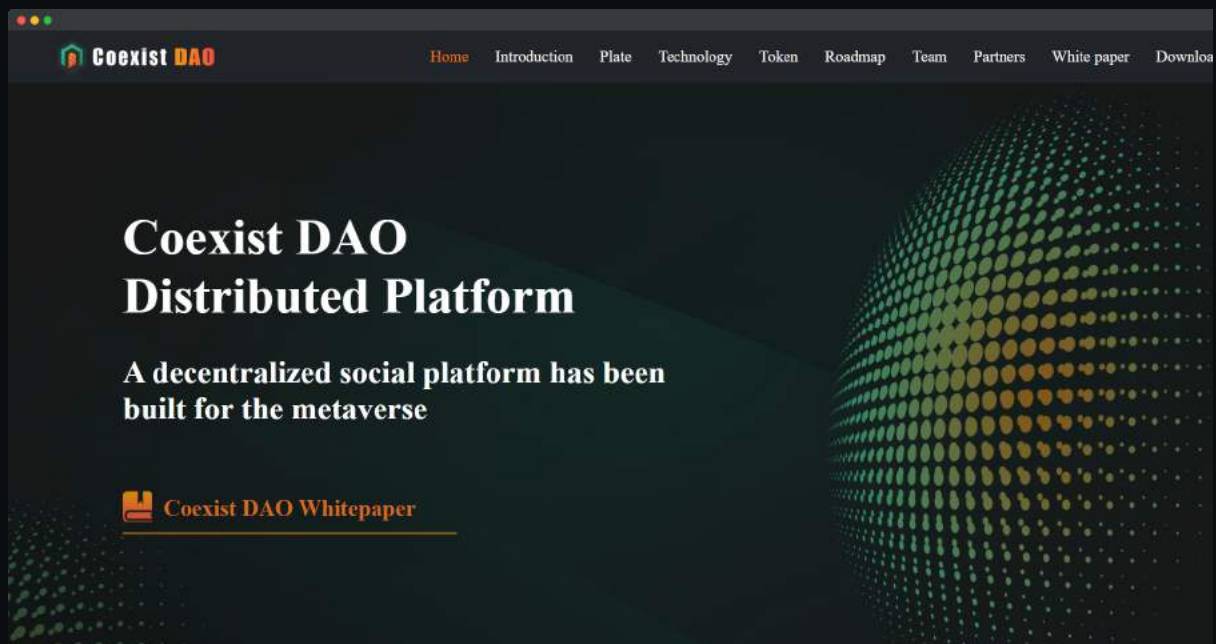 Coexist DAO
Home Introduction Plate Technology Token Roadmap Team Partners White paper
Coexist DAO
Distributed Platform
A decentralized social platform has been
built for the metaverse
Coexist DAO Whitepaper